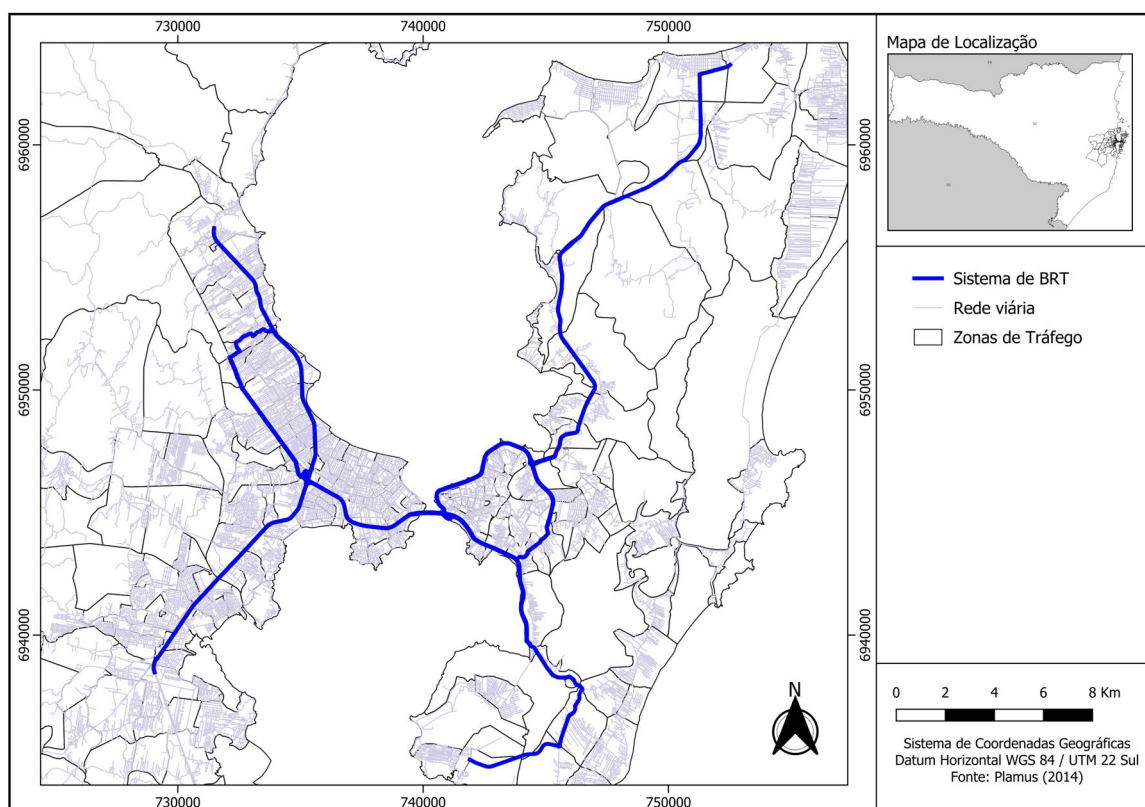 730000
740000
750000
6960000
6960000
6950000
6950000
6940000
6940000
730000
740000
750000
Mapa de Localização
Sistema de BRT
Rede viária
Zonas de Tráfego
N
0 2 4 6 8 Km
Sistema de Coordenadas Geográficas
Datum Horizontal WGS 84 / UTM 22 Sul
Fonte: Plamus (2014)